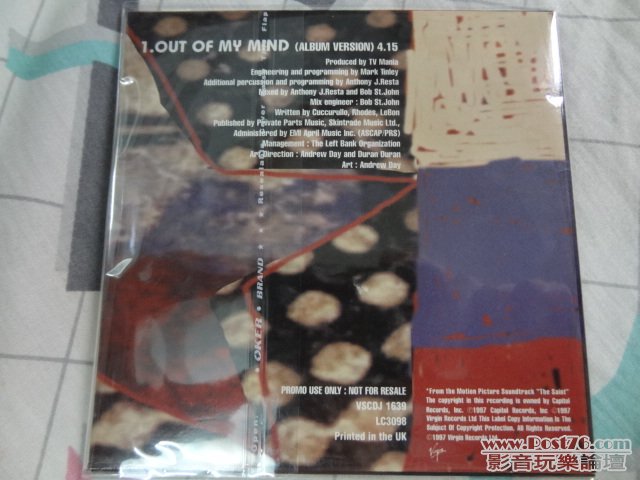 1.OUT OF MY MIND (ALBUM VERSION) 4.15
Produced by TV Mania
Engineering and programming by Mark Tinley
Additional percussion and programming by Anthony J.Resta
Mixed by Anthony J.Resta and Bob St.John
Mix engineer : Bob St.John
Written by Cuccurullo, Rhodes, LeBon
Published by Private Parts Music, Skintrade Music Ltd.,
Administered by EMI April Music Inc. (ASCAP/PRS)
Management : The Left Bank Organization
Art Direction : Andrew Day and Duran Duran
Art : Andrew Day
Flap
OKER BRAND ★ ★ ★
PROMO USE ONLY : NOT FOR RESALE
VSCDJ 1639
LC3098
Printed in the UK
"From the Motion Picture Soundtrack "The Saint"
The copyright in this recording is owned by Capitol
Records, Inc. ℗1997 Capitol Records, Inc ©1997
Virgin Records Ltd This Label Copy Information Is The
Subject Of Copyright Protection. All Rights Reserved.
©1997 Virgin Records Ltd
Virgin
www.Post76.com
影音玩樂論壇